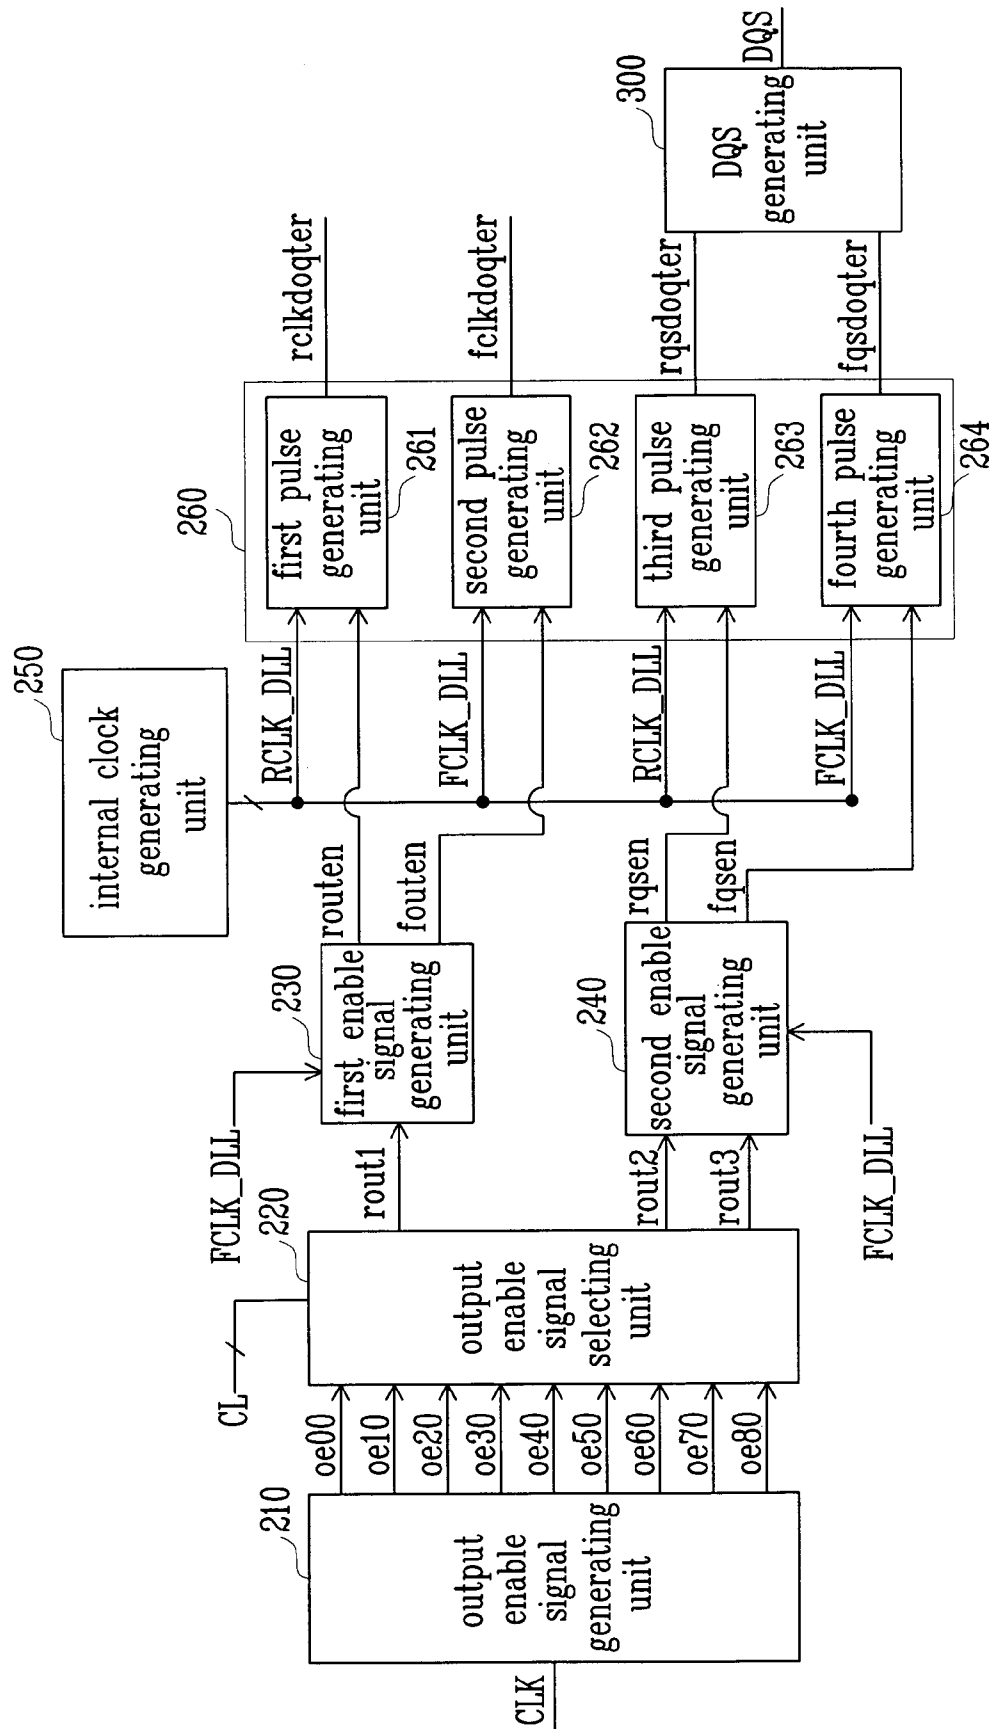 CLK
210
output
enable
signal
generating
unit
oe00
oe10
oe20
oe30
oe40
oe50
oe60
oe70
oe80
CL
220
output
enable
signal
selecting
unit
rout1
rout2
rout3
FCLK_DLL
230
first enable
signal
generating
unit
routen
fouten
240
second enable
signal
generating
unit
FCLK_DLL
rqsen
fqsen
250
internal clock
generating
unit
RCLK_DLL
FCLK_DLL
RCLK_DLL
FCLK_DLL
260
first pulse
generating
unit
261
second pulse
generating
unit
262
third pulse
generating
unit
263
fourth pulse
generating
unit
264
rclkdoqter
fclkdoqter
rqsdoqter
fqsdoqter
300
DQS
generating
unit
DQS